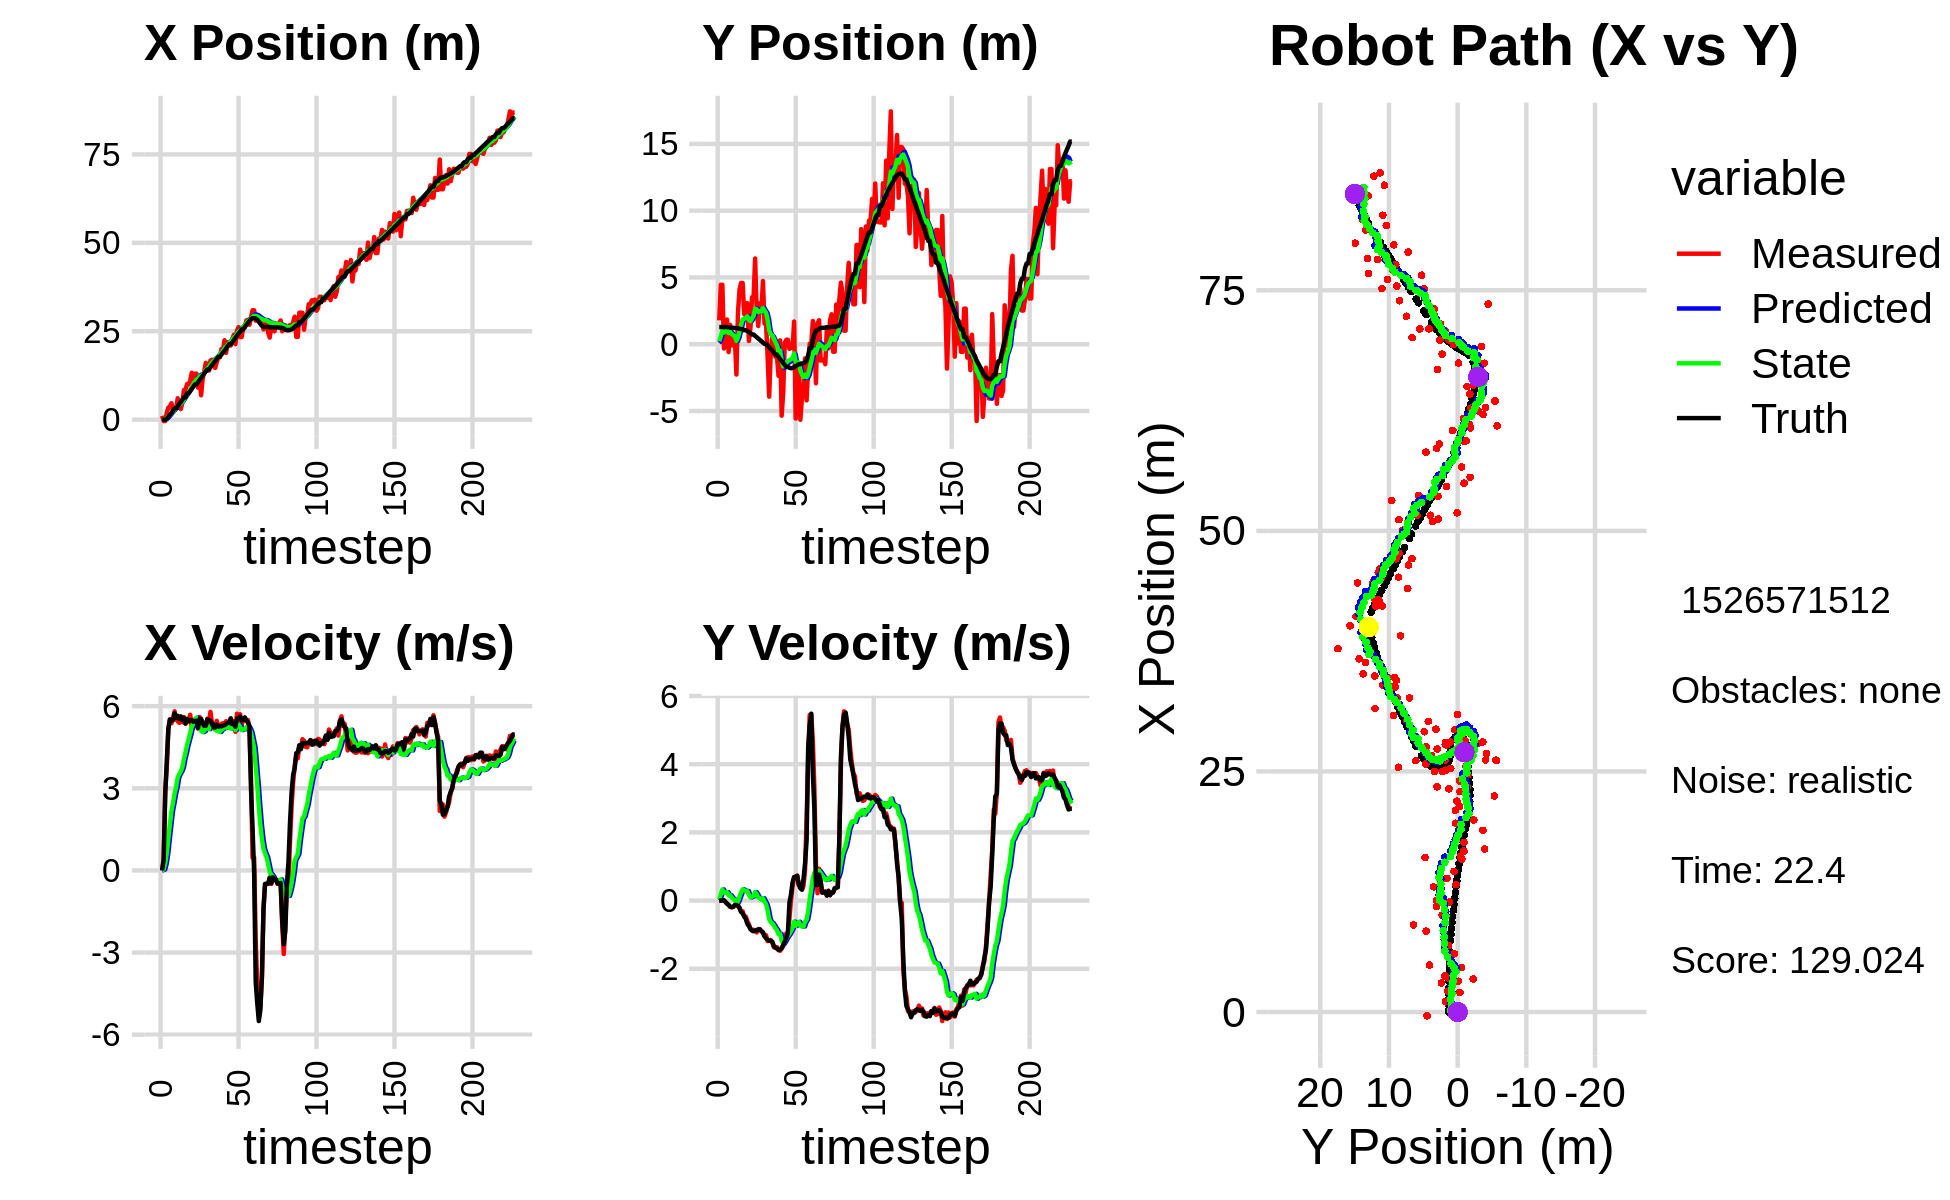 X Position (m)
75
50
25
0
0 50 100 150 200
timestep
Y Position (m)
15
10
5
0
-5
0 50 100 150 200
timestep
X Velocity (m/s)
6
3
0
-3
-6
0 50 100 150 200
timestep
Y Velocity (m/s)
6
4
2
0
-2
0 50 100 150 200
timestep
Robot Path (X vs Y)
X Position (m)
75
50
25
0
20 10 0 -10 -20
Y Position (m)
variable
Measured
Predicted
State
Truth
1526571512
Obstacles: none
Noise: realistic
Time: 22.4
Score: 129.024